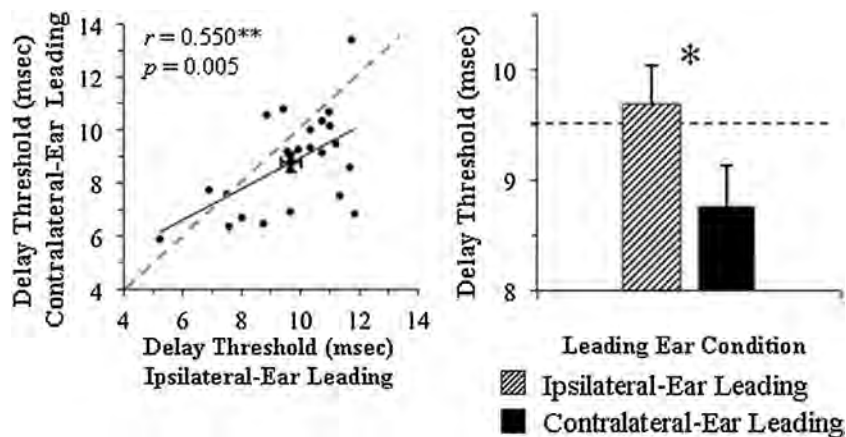 14
12
10
8
6
4
r = 0.550**
p = 0.005
Delay Threshold (msec)
Contralateral-Ear Leading
4 6 8 10 12 14
Delay Threshold (msec)
Ipsilateral-Ear Leading
10
9
8
*
Delay Threshold (msec)
Leading Ear Condition
Ipsilateral-Ear Leading
Contralateral-Ear Leading